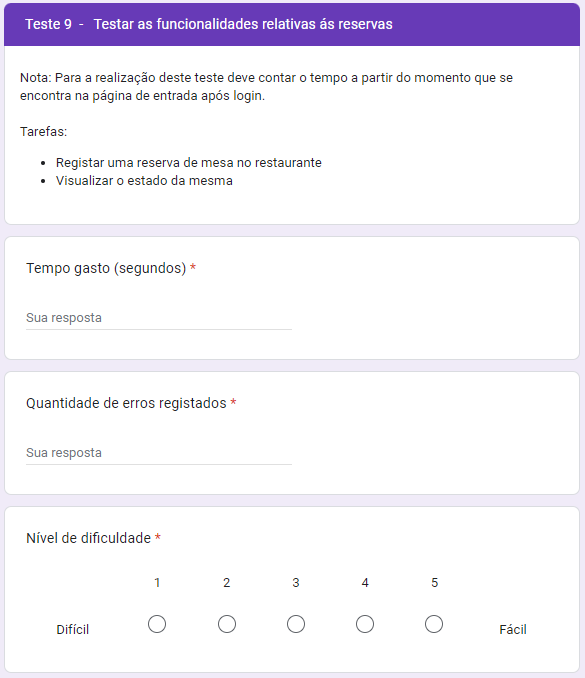 Teste 9 - Testar as funcionalidades relativas ás reservas
Nota: Para a realização deste teste deve contar o tempo a partir do momento que se
encontra na página de entrada após login.
Tarefas:
• Registar uma reserva de mesa no restaurante
• Visualizar o estado da mesma
Tempo gasto (segundos) *
Sua resposta
Quantidade de erros registados *
Sua resposta
Nível de dificuldade *
1 2 3 4 5
Difícil Fácil